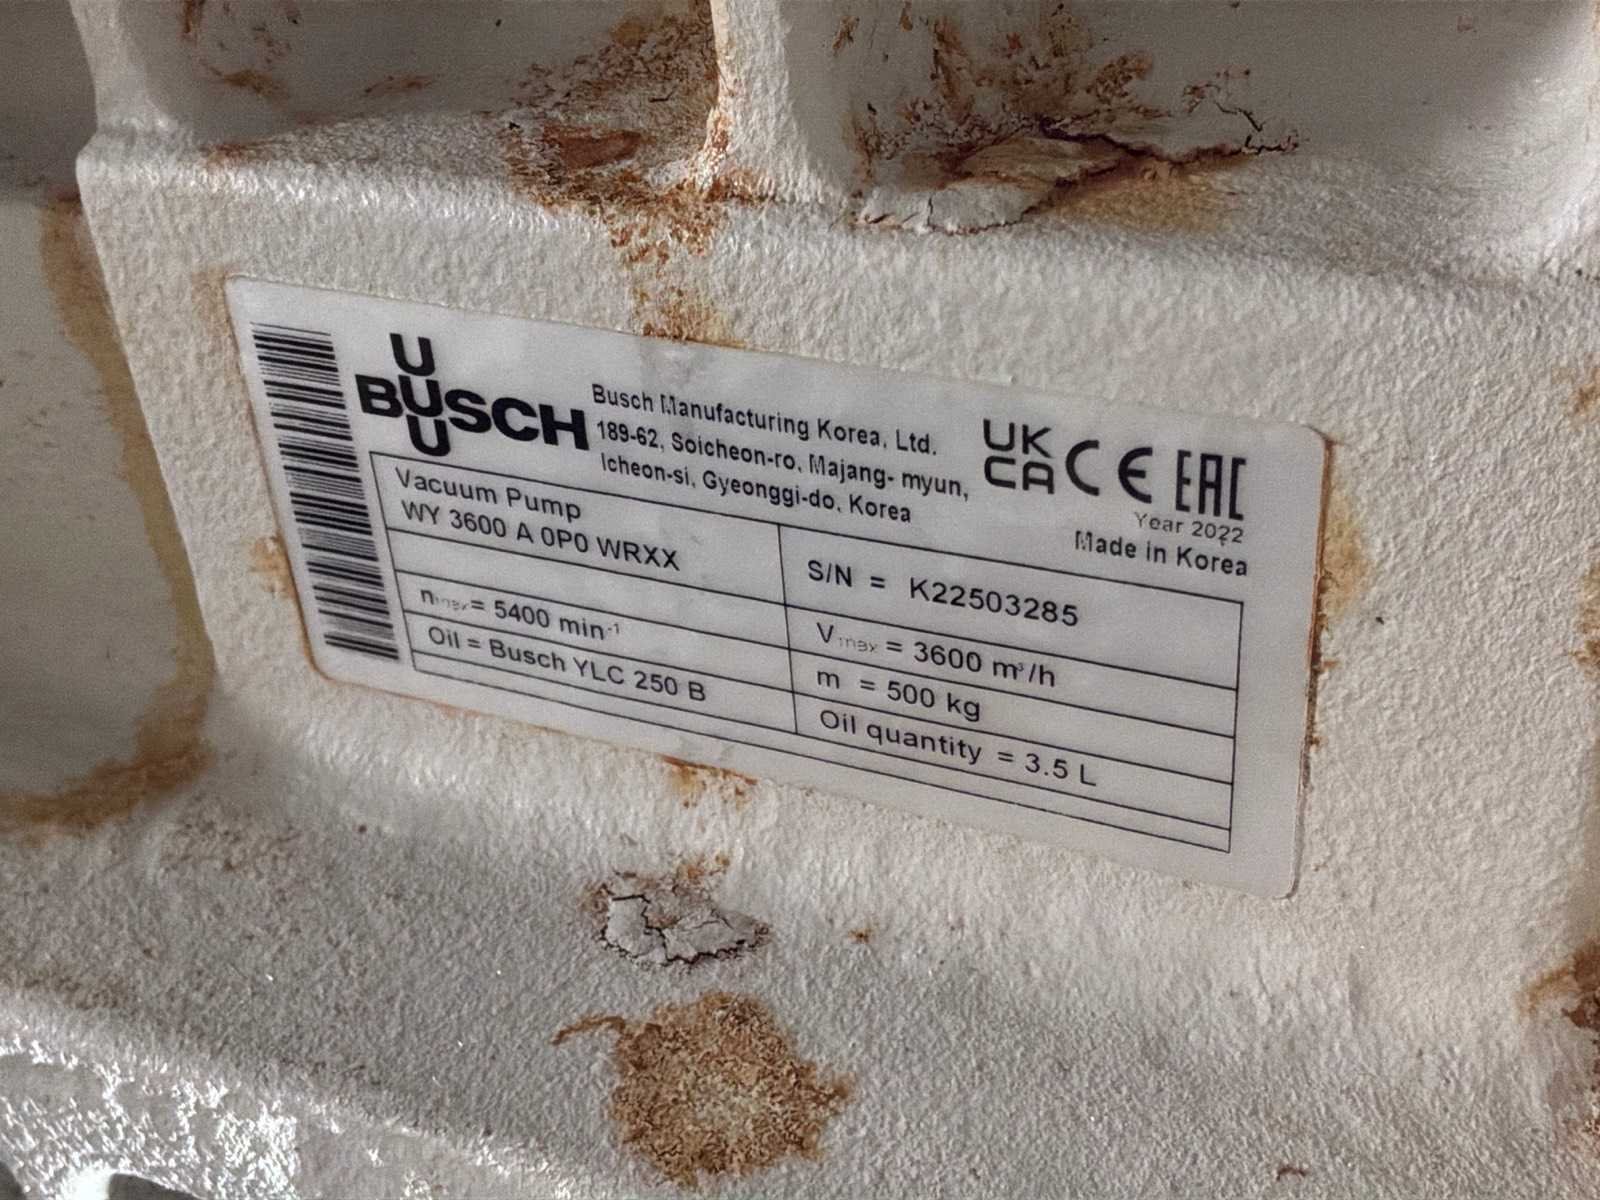 BUSCH
Busch Manufacturing Korea, Ltd.
189-62, Soicheon-ro, Majang- myun,
Icheon-si, Gyeonggi-do, Korea
UK
CA CE EAC
Year 2022
Made in Korea
Vacuum Pump
WY 3600 A 0P0 WRXX
S/N = K22503285
nmax = 5400 min-1
Vmax = 3600 m³/h
m = 500 kg
Oil = Busch YLC 250 B
Oil quantity = 3.5 L